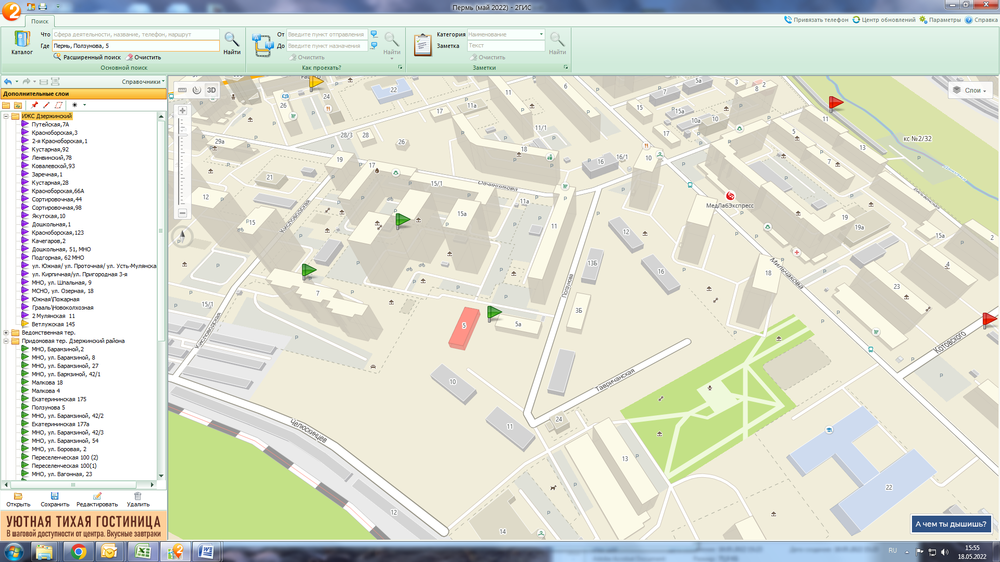 Пермь (май 2022) - 2ГИС
Поиск
Привязать телефон
Центр обновлений
Параметры
Справка
Каталог
Что
Сфера деятельности, название, телефон, маршрут
Где
Пермь, Ползунова, 5
Расширенный поиск
Очистить
Найти
Основной поиск
От
Введите пункт отправления
До
Введите пункт назначения
Очистить
Найти
Как проехать?
Категория
Наименование
Заметка
Текст
Очистить
Найти
Заметки
Справочники
Дополнительные слои
ИЖС Дзержинский
Путейская,7А
Красноборская,3
2-я Красноборская,1
Кустарная,92
Ленвинский,78
Ковалевской,93
Заречная,1
Кустарная,28
Красноборская,66А
Сортировочная,44
Сортировочная,98
Якутская,10
Дошкольная,1
Красноборская,123
Качегаров,2
Дошкольная, 51, МНО
Подгорная, 62 МНО
ул. Южная/ ул. Проточная/ ул. Усть-Мулянска
ул. Кирпичная/ул. Пригородная 3-я
МНО, ул. Шпальная, 9
МСНО, ул. Озерная, 18
Южная\Пожарная
Грааль\Новоколхозная
2 Мулянская 11
Ветлужская 145
Ведомственная тер.
Придомовая тер. Дзержинский района
МНО, Барамзиной,2
МНО, ул. Барамзиной, 8
МНО, ул. Барамзиной, 27
МНО, ул. Бармзиной, 42/1
Малкова 18
Малкова 4
Екатерининская 175
Ползунова 5
МНО, ул. Барамзиной, 42/2
Екатерининская 177а
МНО, ул. Барамзиной, 42/3
МНО, ул. Барамзиной, 54
МНО, ул. Боровая, 2
Переселенческая 100 (2)
Переселенческая 100(1)
МНО, ул. Вагонная, 23
Открыть
Сохранить
Редактировать
Удалить
УЮТНАЯ ТИХАЯ ГОСТИНИЦА
В шаговой доступности от центра. Вкусные завтраки
3D
Слои
22
24
26
17
11а
11
6
5а
7
3
2
8
15
15а
10а
10
17
11
5
13
7
кс №2/32
29а
28/3
28
26
11/1
18
16
16/1
10
19
17
21
15/1
Овчинникова
11а
12
15
Кисловодская
15а
11
12
13Б
16
Ползунова
МедЛабЭкспресс
19
19а
15а
2
4
18
Мильчакова
23
Вильвенская
7
15/1
Кисловодская
5
5а
3Б
10
11
24
Тавричанская
Котовского
Челюскинцев
13
12
14
22
А чем ты дышишь?
RU
15:55
18.05.2022